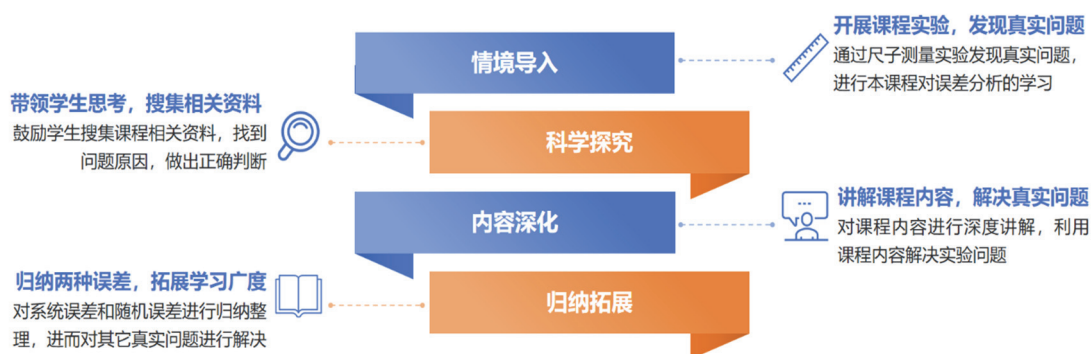 情境导入
开展课程实验，发现真实问题
通过尺子测量实验发现真实问题，
进行本课程对误差分析的学习
带领学生思考，搜集相关资料
鼓励学生搜集课程相关资料，找到
问题原因，做出正确判断
科学探究
内容深化
讲解课程内容，解决真实问题
对课程内容进行深度讲解，利用
课程内容解决实验问题
归纳两种误差，拓展学习广度
对系统误差和随机误差进行归纳整
理，进而对其它真实问题进行解决
归纳拓展